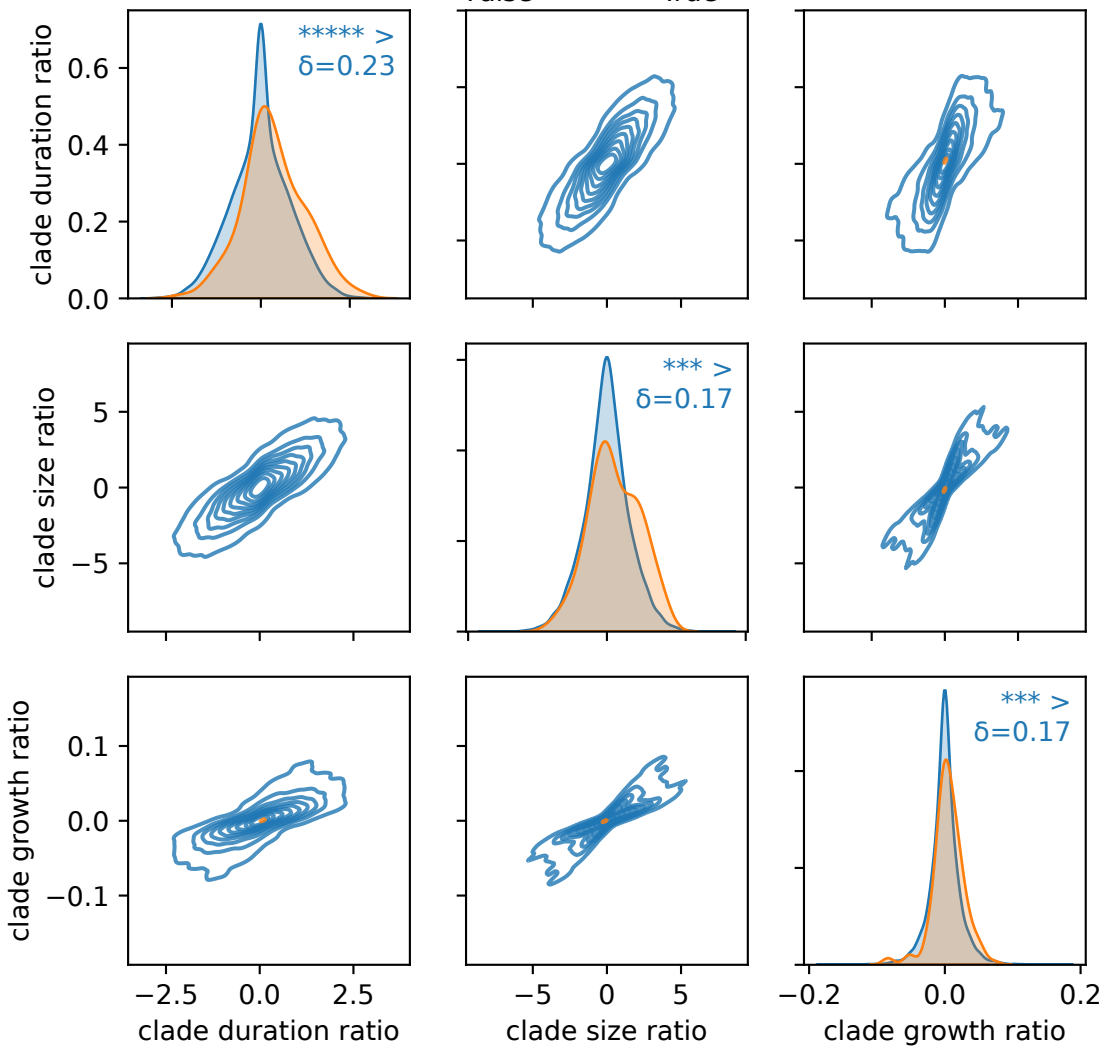 ***** >
δ=0.23
clade duration ratio
0.6
0.4
0.2
0.0
*** >
δ=0.17
clade size ratio
5
0
−5
*** >
δ=0.17
clade growth ratio
0.1
0.0
−0.1
−2.5 0.0 2.5
−5 0 5
−0.2 0.0 0.2
clade duration ratio
clade size ratio
clade growth ratio